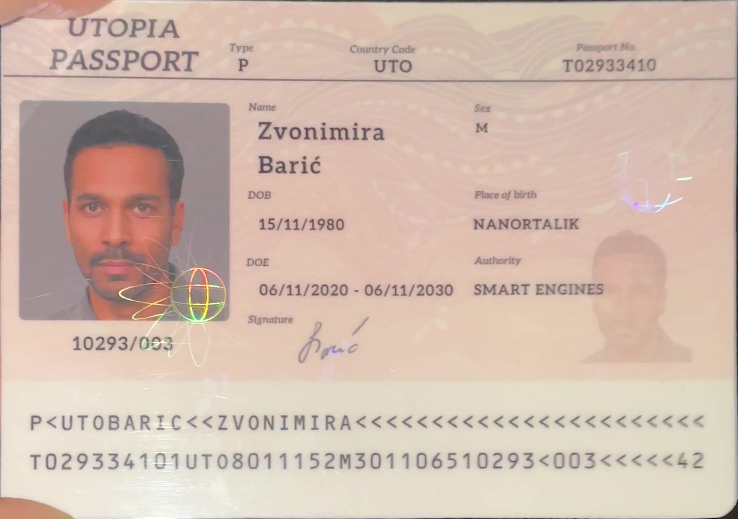 UTOPIA
PASSPORT
Type
P
Country Code
UTO
Passport No
T02933410
Name
Zvonimira
Barić
Sex
M
DOB
15/11/1980
Place of birth
NANORTALIK
DOE
06/11/2020 - 06/11/2030
Authority
SMART ENGINES
Signature
10293/003
P<UTOBARIC<<ZVONIMIRA<<<<<<<<<<<<<<<<<<<<<<<
T029334101UTO8011152M301106510293<003<<<<<42